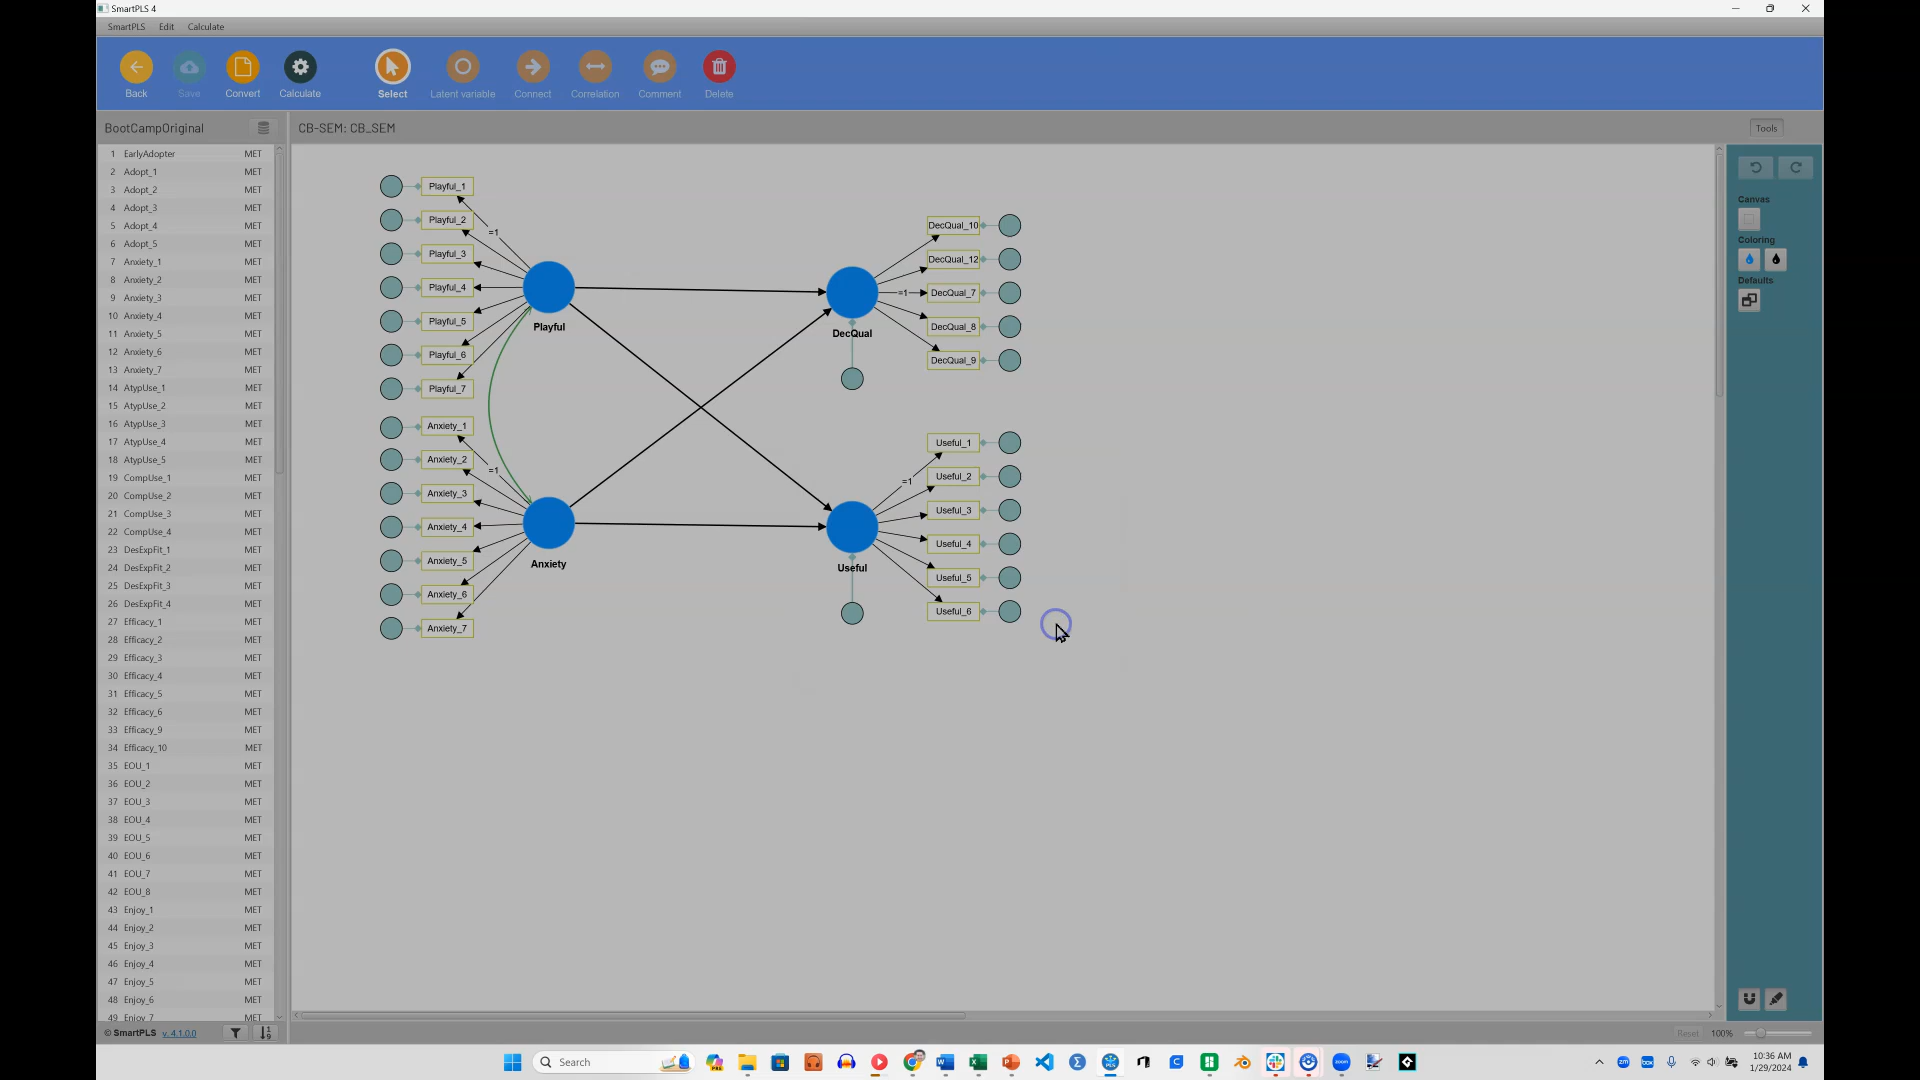 SmartPLS 4
SmartPLS Edit Calculate
Back Save Convert Calculate Select Latent variable Connect Correlation Comment Delete
BootCampOriginal
CB-SEM: CB_SEM
Tools
1 EarlyAdopter MET
2 Adopt_1 MET
3 Adopt_2 MET
4 Adopt_3 MET
5 Adopt_4 MET
6 Adopt_5 MET
7 Anxiety_1 MET
8 Anxiety_2 MET
9 Anxiety_3 MET
10 Anxiety_4 MET
11 Anxiety_5 MET
12 Anxiety_6 MET
13 Anxiety_7 MET
14 AtypUse_1 MET
15 AtypUse_2 MET
16 AtypUse_3 MET
17 AtypUse_4 MET
18 AtypUse_5 MET
19 CompUse_1 MET
20 CompUse_2 MET
21 CompUse_3 MET
22 CompUse_4 MET
23 DesExpFit_1 MET
24 DesExpFit_2 MET
25 DesExpFit_3 MET
26 DesExpFit_4 MET
27 Efficacy_1 MET
28 Efficacy_2 MET
29 Efficacy_3 MET
30 Efficacy_4 MET
31 Efficacy_5 MET
32 Efficacy_6 MET
33 Efficacy_9 MET
34 Efficacy_10 MET
35 EOU_1 MET
36 EOU_2 MET
37 EOU_3 MET
38 EOU_4 MET
39 EOU_5 MET
40 EOU_6 MET
41 EOU_7 MET
42 EOU_8 MET
43 Enjoy_1 MET
44 Enjoy_2 MET
45 Enjoy_3 MET
46 Enjoy_4 MET
47 Enjoy_5 MET
48 Enjoy_6 MET
49 Enjoy_7 MET
Playful_1
Playful_2
=1
Playful_3
Playful_4
Playful_5
Playful_6
Playful_7
Playful
Anxiety_1
Anxiety_2
=1
Anxiety_3
Anxiety_4
Anxiety_5
Anxiety_6
Anxiety_7
Anxiety
DecQual_10
DecQual_12
=1
DecQual_7
DecQual_8
DecQual_9
DecQual
Useful_1
Useful_2
=1
Useful_3
Useful_4
Useful_5
Useful_6
Useful
Canvas
Coloring
Defaults
© SmartPLS v. 4.1.0.0
Reset 100%
Search
10:36 AM
1/29/2024